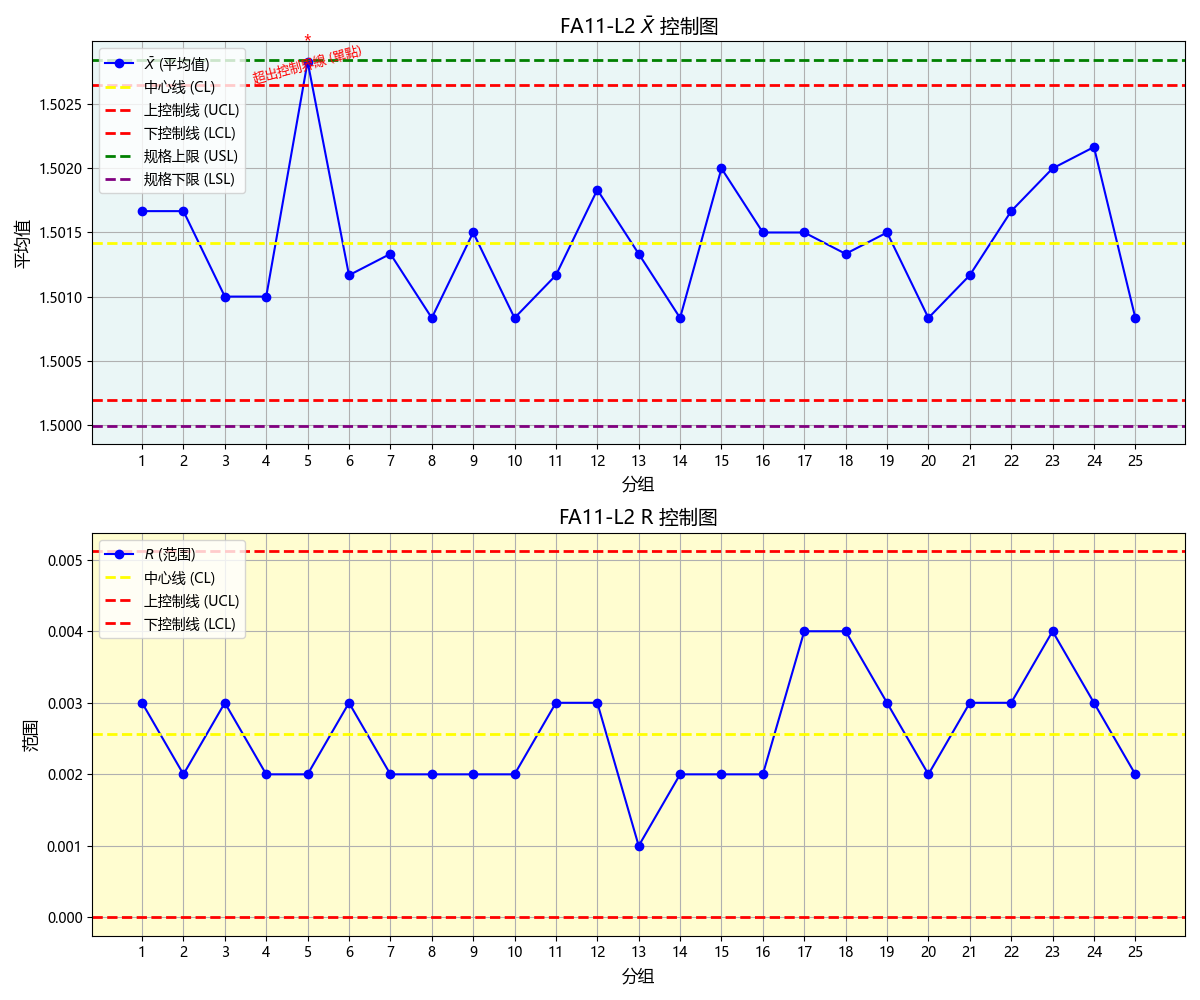 FA11-L2 X̄ 控制图
*
超出控制界線 (單點)
X̄ (平均值)
中心线 (CL)
上控制线 (UCL)
下控制线 (LCL)
规格上限 (USL)
规格下限 (LSL)
平均值
1.5025
1.5020
1.5015
1.5010
1.5005
1.5000
1 2 3 4 5 6 7 8 9 10 11 12 13 14 15 16 17 18 19 20 21 22 23 24 25
分组
FA11-L2 R 控制图
R (范围)
中心线 (CL)
上控制线 (UCL)
下控制线 (LCL)
范围
0.005
0.004
0.003
0.002
0.001
0.000
1 2 3 4 5 6 7 8 9 10 11 12 13 14 15 16 17 18 19 20 21 22 23 24 25
分组